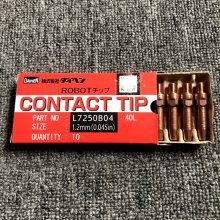 DAIHEN 株式会社ダイヘン
ROBOTチップ
CONTACT TIP
PART NO L7250B04 40L
SIZE 1.2mm(0.045in)
QUANTITY : 10